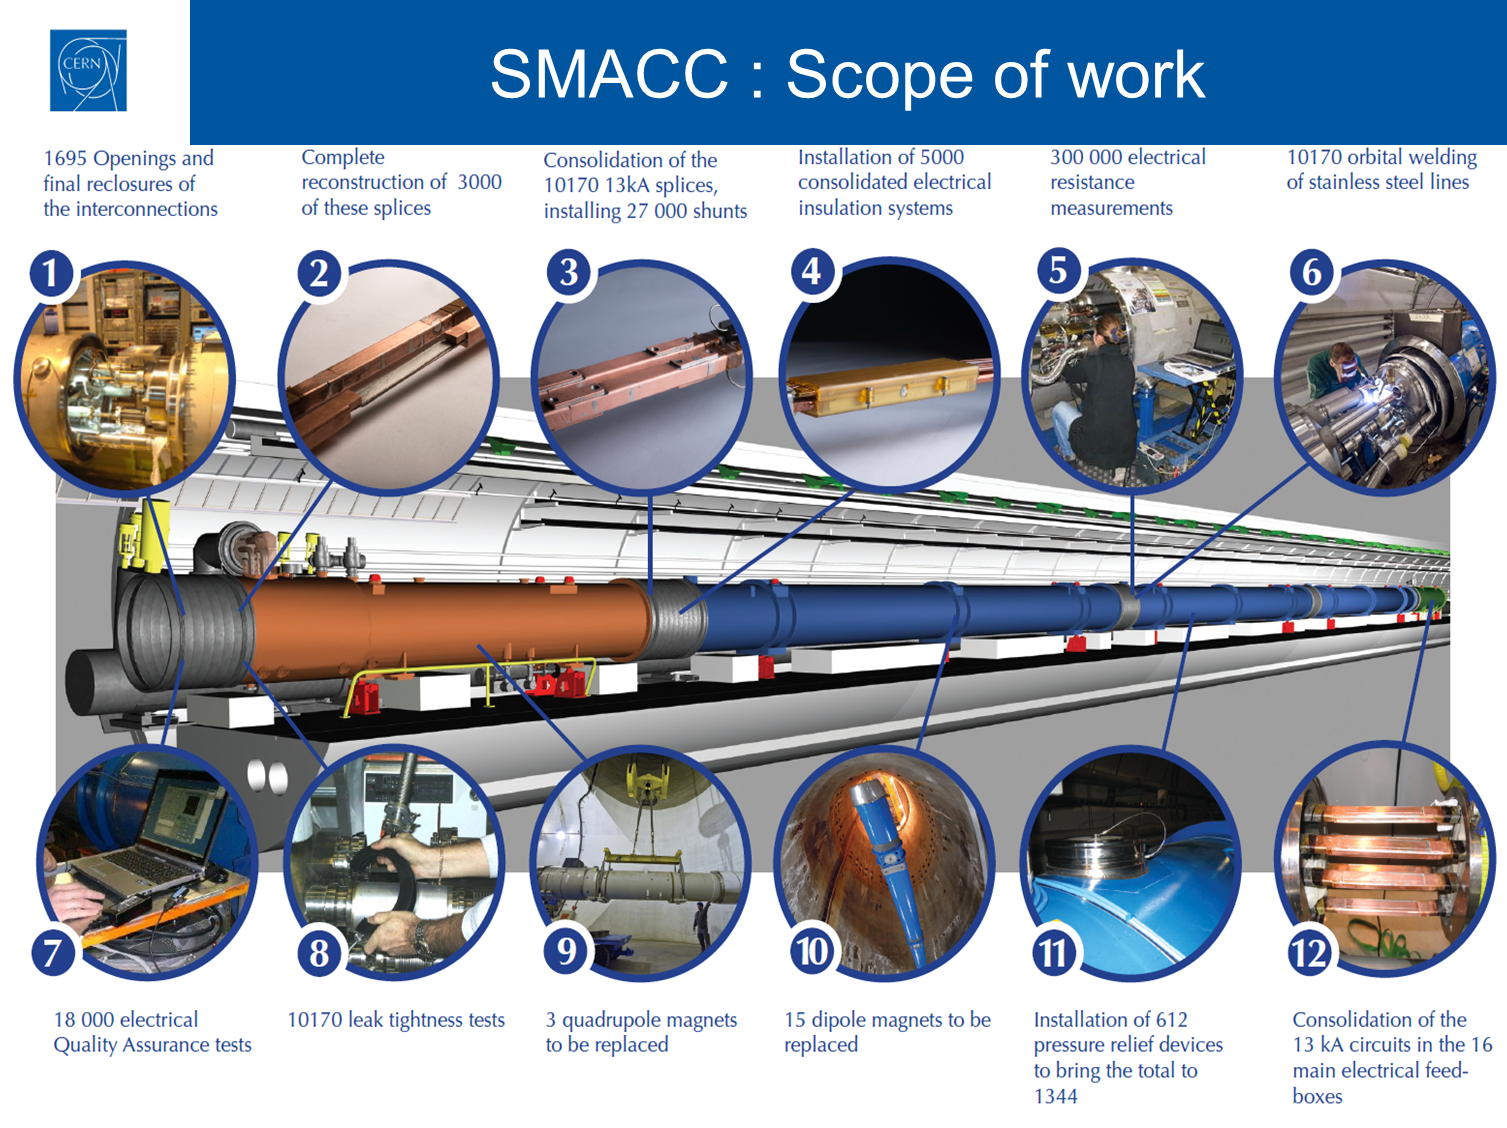 CERN
SMACC : Scope of work
1695 Openings and
final reclosures of
the interconnections
Complete
reconstruction of 3000
of these splices
Consolidation of the
10170 13kA splices,
installing 27 000 shunts
Installation of 5000
consolidated electrical
insulation systems
300 000 electrical
resistance
measurements
10170 orbital welding
of stainless steel lines
1
2
3
4
5
6
7
8
9
10
11
12
18 000 electrical
Quality Assurance tests
10170 leak tightness tests
3 quadrupole magnets
to be replaced
15 dipole magnets to be
replaced
Installation of 612
pressure relief devices
to bring the total to
1344
Consolidation of the
13 kA circuits in the 16
main electrical feed-
boxes